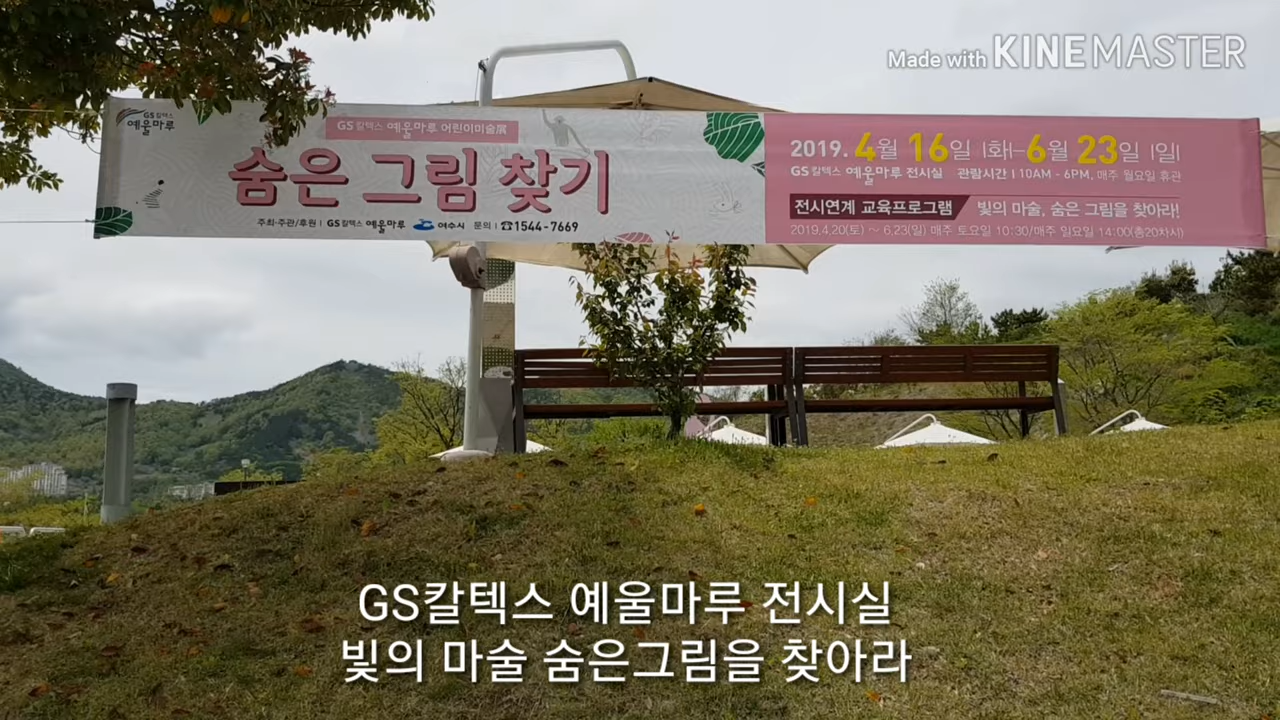 Made with KINEMASTER
GS칼텍스
예울마루
GS칼텍스 예울마루 어린이미술展
숨은 그림 찾기
주최·주관/후원 | GS칼텍스 예울마루 여수시 문의 | ☎1544-7669
2019. 4월 16일 |화|-6월 23일 |일|
GS칼텍스 예울마루 전시실 관람시간 | 10AM - 6PM, 매주 월요일 휴관
전시연계 교육프로그램 빛의 마술, 숨은 그림을 찾아라!
2019.4.20(토) ~ 6.23(일) 매주 토요일 10:30/매주 일요일 14:00(총20차시)
GS칼텍스 예울마루 전시실
빛의 마술 숨은그림을 찾아라